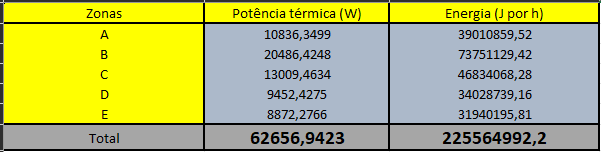 Zonas Potência térmica (W) Energia (J por h)
A 10836,3499 39010859,52
B 20486,4248 73751129,42
C 13009,4634 46834068,28
D 9452,4275 34028739,16
E 8872,2766 31940195,81
Total 62656,9423 225564992,2